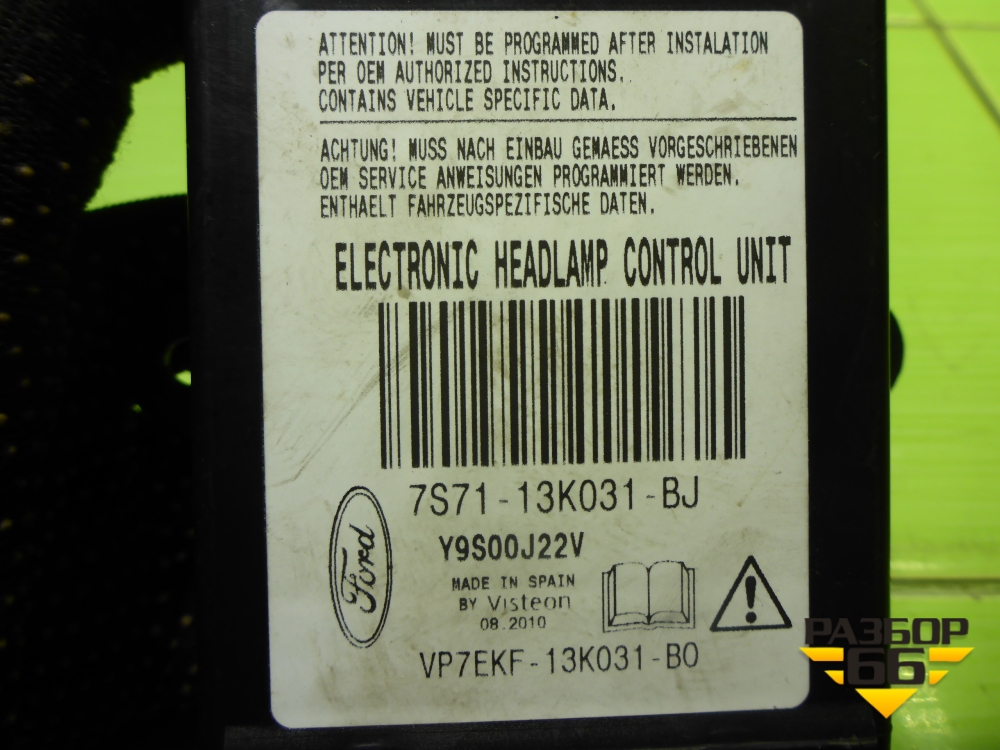 ATTENTION! MUST BE PROGRAMMED AFTER INSTALATION
PER OEM AUTHORIZED INSTRUCTIONS.
CONTAINS VEHICLE SPECIFIC DATA.
ACHTUNG! MUSS NACH EINBAU GEMAESS VORGESCHRIEBENEN
OEM SERVICE ANWEISUNGEN PROGRAMMIERT WERDEN.
ENTHAELT FAHRZEUGSPEZIFISCHE DATEN.
ELECTRONIC HEADLAMP CONTROL UNIT
7S71-13K031-BJ
Ford
Y9S00J22V
MADE IN SPAIN
BY Visteon
08.2010
VP7EKF-13K031-B0
РАЗБОР
66